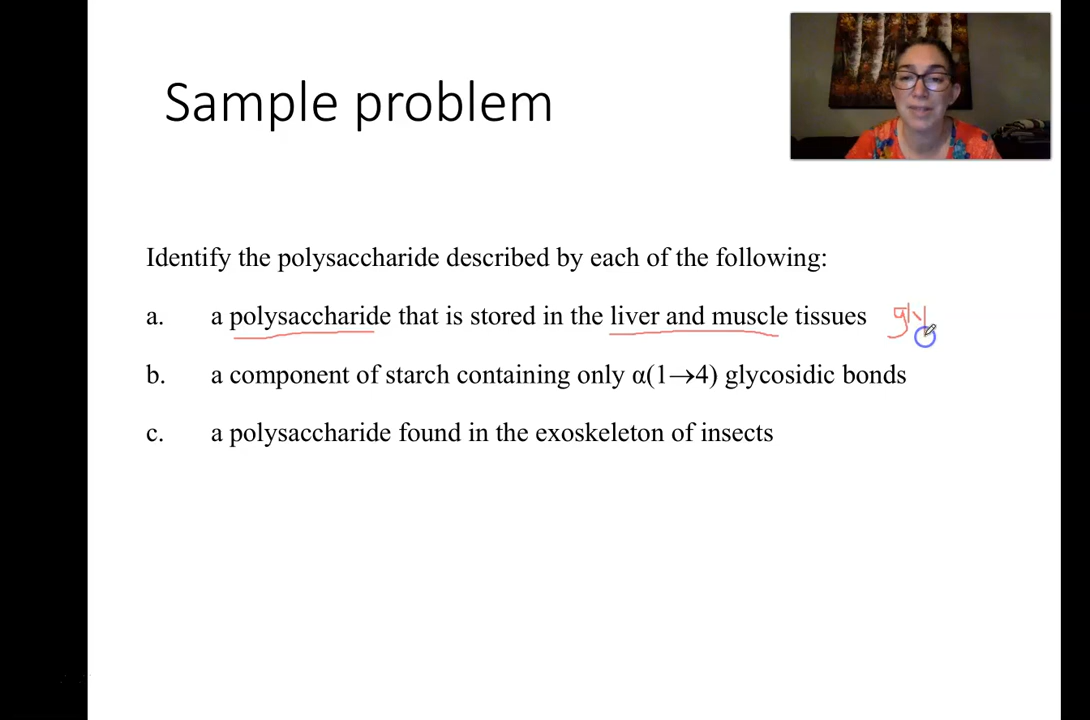 Sample problem
Identify the polysaccharide described by each of the following:
a. a polysaccharide that is stored in the liver and muscle tissues gly
b. a component of starch containing only α(1→4) glycosidic bonds
c. a polysaccharide found in the exoskeleton of insects